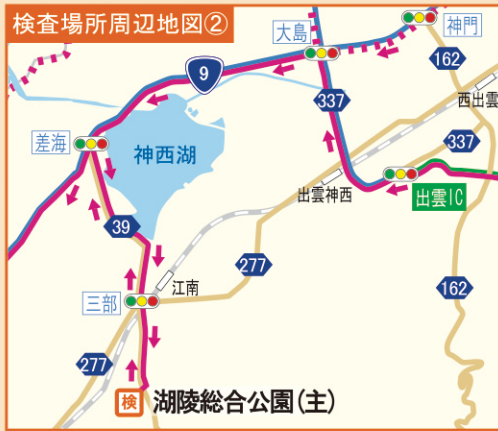 検査場所周辺地図②
大島
神門
9
162
337
西出雲
差海
神西湖
337
出雲神西
出雲IC
39
277
162
江南
三部
277
検 湖陵総合公園(主)